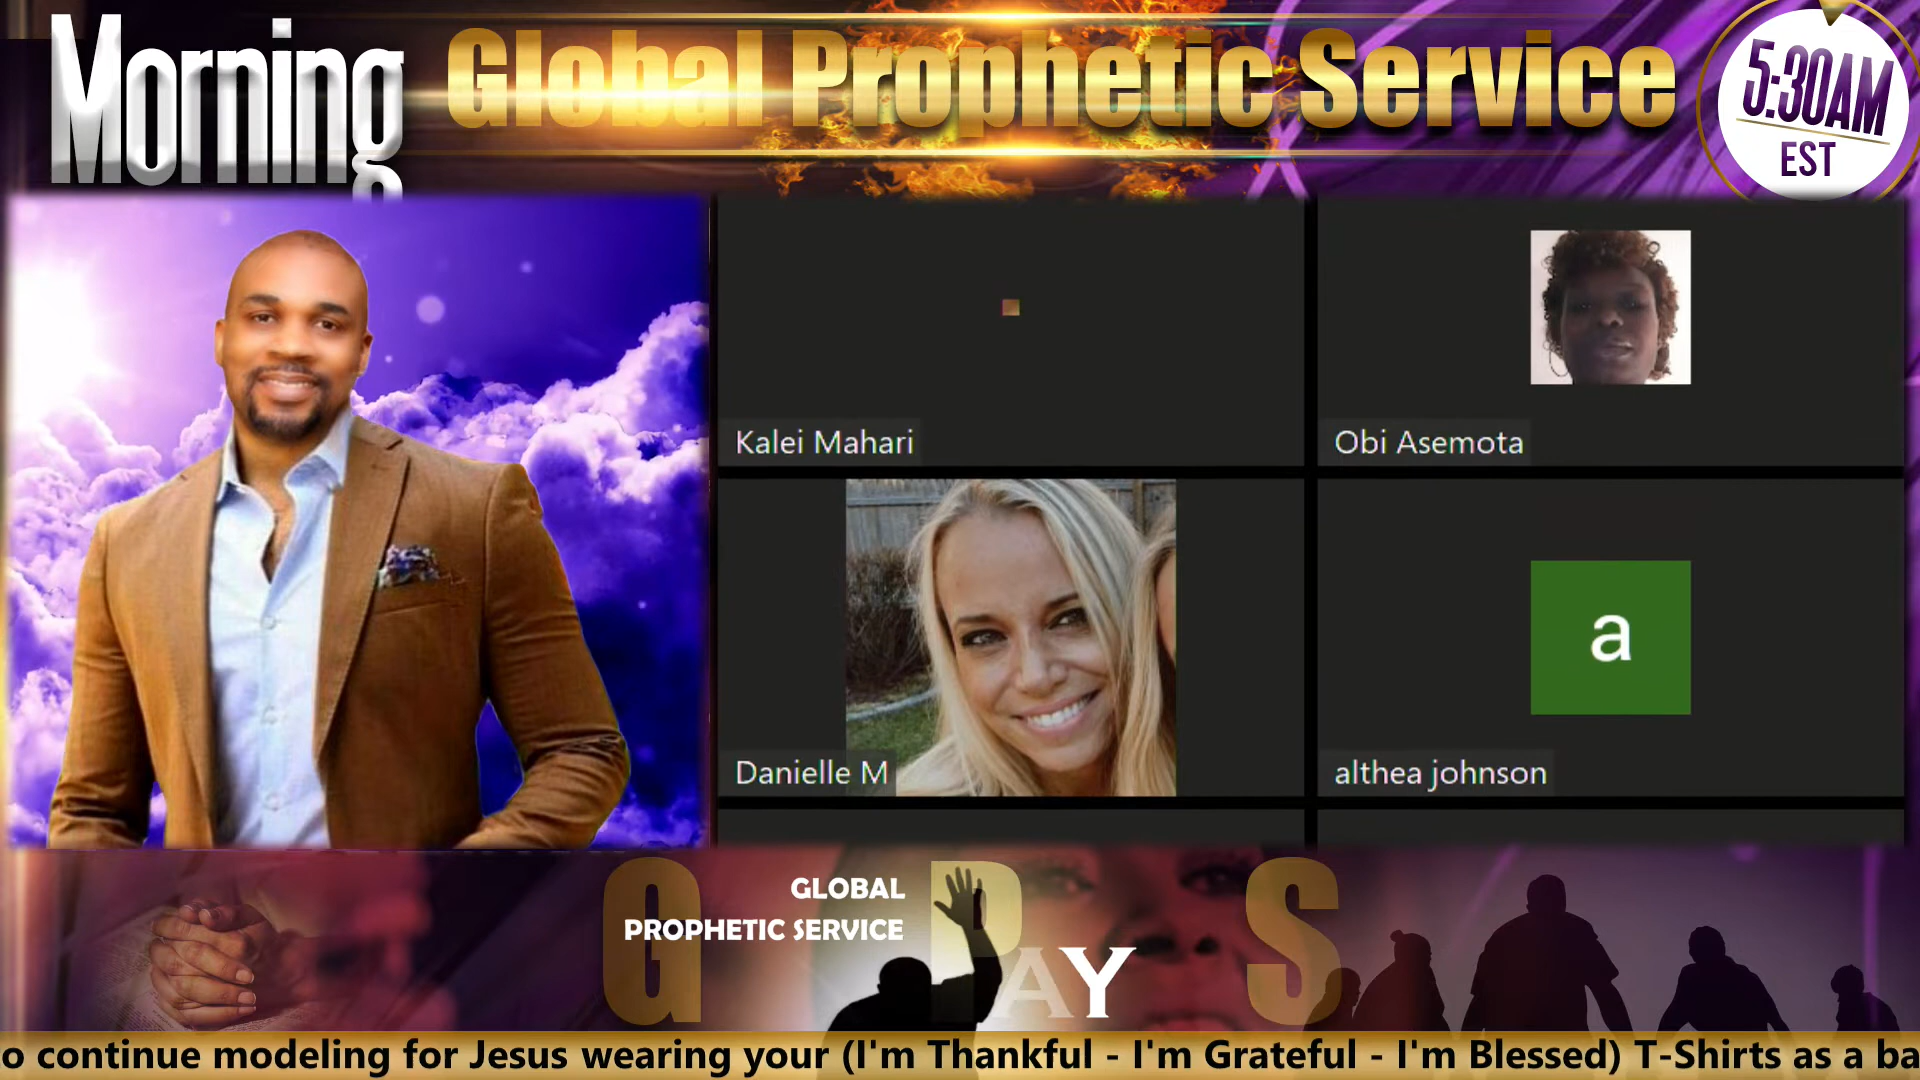 Morning
Global Prophetic Service
5:30AM
EST
Kalei Mahari
Obi Asemota
Danielle M
a
althea johnson
G P S
GLOBAL
PROPHETIC SERVICE
AY
o continue modeling for Jesus wearing your (I'm Thankful - I'm Grateful - I'm Blessed) T-Shirts as a ba